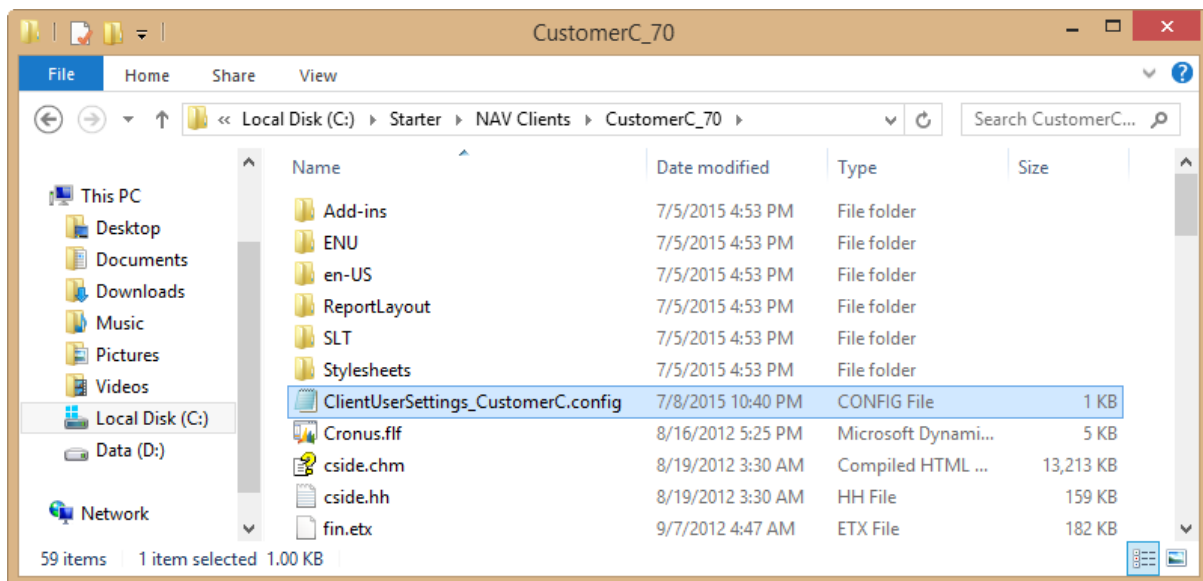 CustomerC_70
File Home Share View
« Local Disk (C:) Starter NAV Clients CustomerC_70 Search CustomerC...
Name Date modified Type Size
This PC
Desktop
Documents
Downloads
Music
Pictures
Videos
Local Disk (C:)
Data (D:)
Network
Add-ins 7/5/2015 4:53 PM File folder
ENU 7/5/2015 4:53 PM File folder
en-US 7/5/2015 4:53 PM File folder
ReportLayout 7/5/2015 4:53 PM File folder
SLT 7/5/2015 4:53 PM File folder
Stylesheets 7/5/2015 4:53 PM File folder
ClientUserSettings_CustomerC.config 7/8/2015 10:40 PM CONFIG File 1 KB
Cronus.flf 8/16/2012 5:25 PM Microsoft Dynami... 5 KB
cside.chm 8/19/2012 3:30 AM Compiled HTML ... 13,213 KB
cside.hh 8/19/2012 3:30 AM HH File 159 KB
fin.etx 9/7/2012 4:47 AM ETX File 182 KB
59 items 1 item selected 1.00 KB